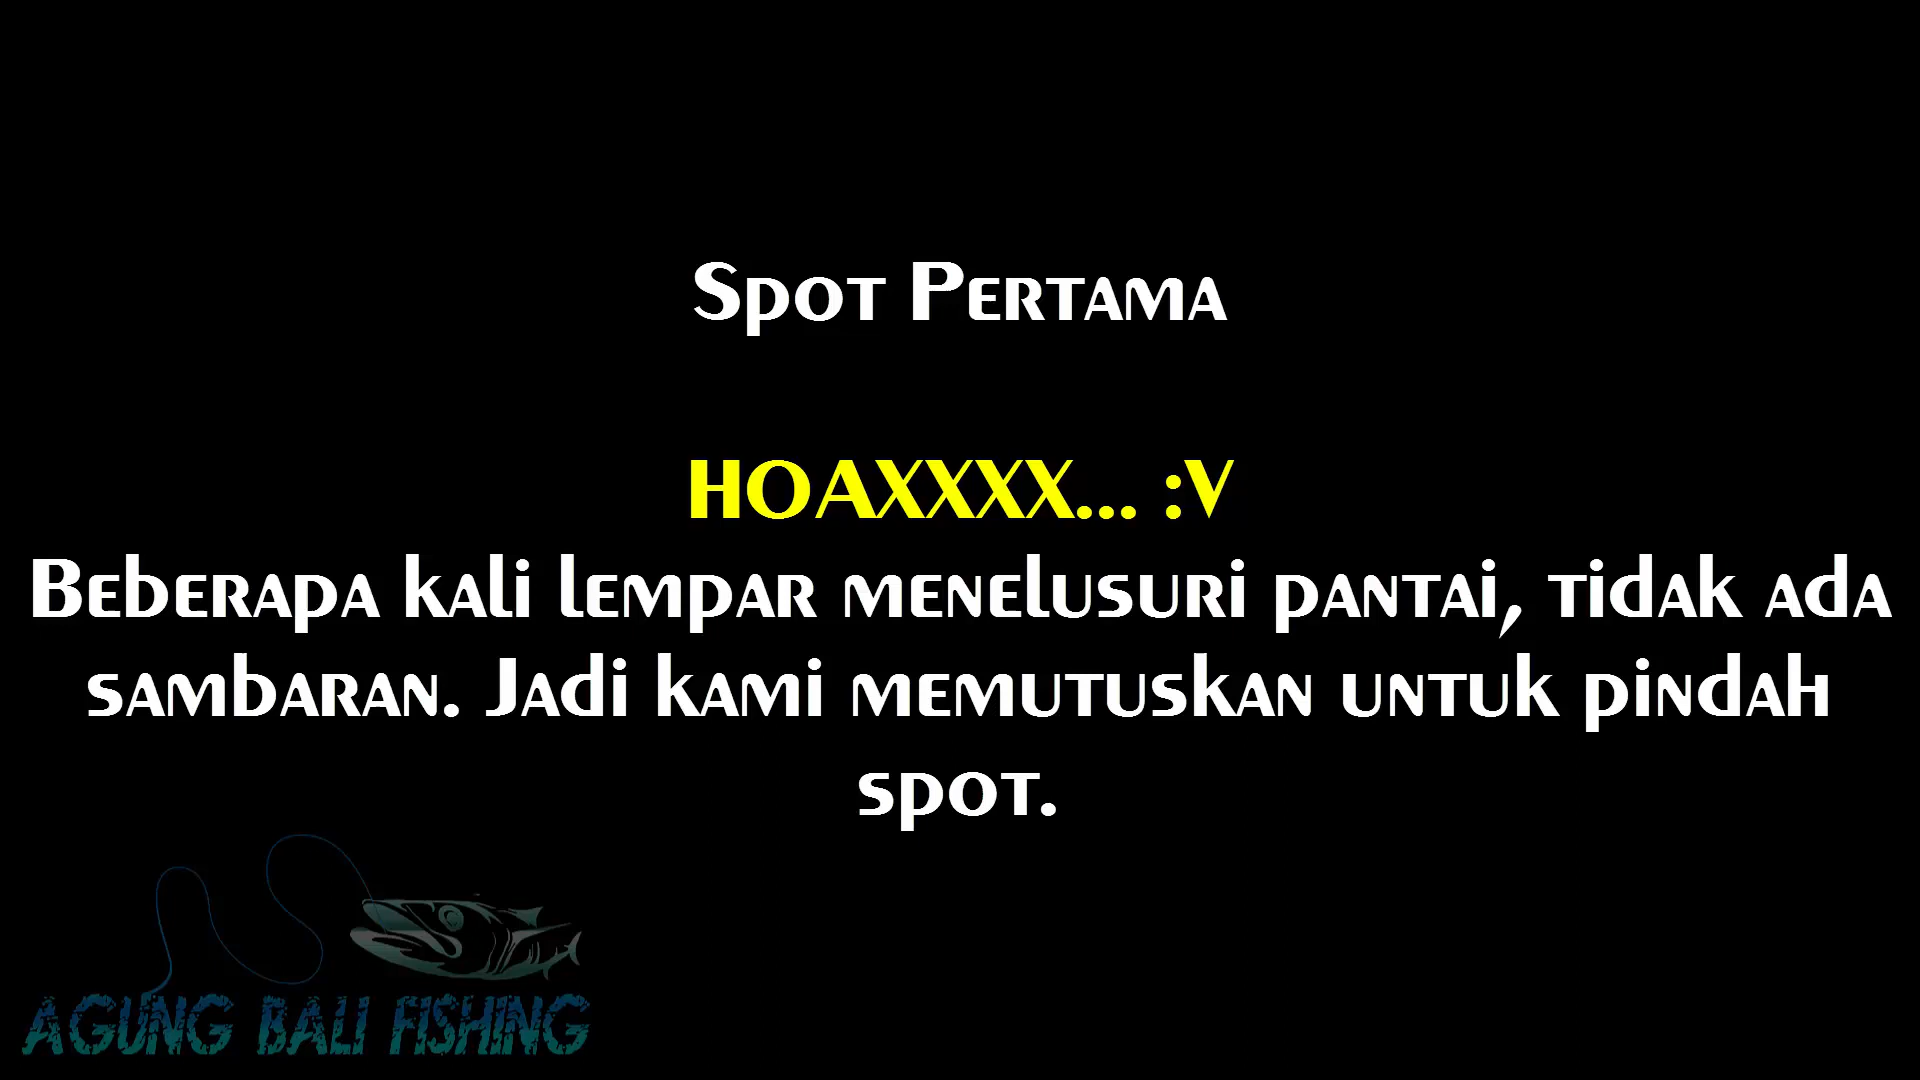 Spot Pertama
HOAXXXX... :V
Beberapa kali lempar menelusuri pantai, tidak ada
sambaran. Jadi kami memutuskan untuk pindah
spot.
AGUNG BALI FISHING